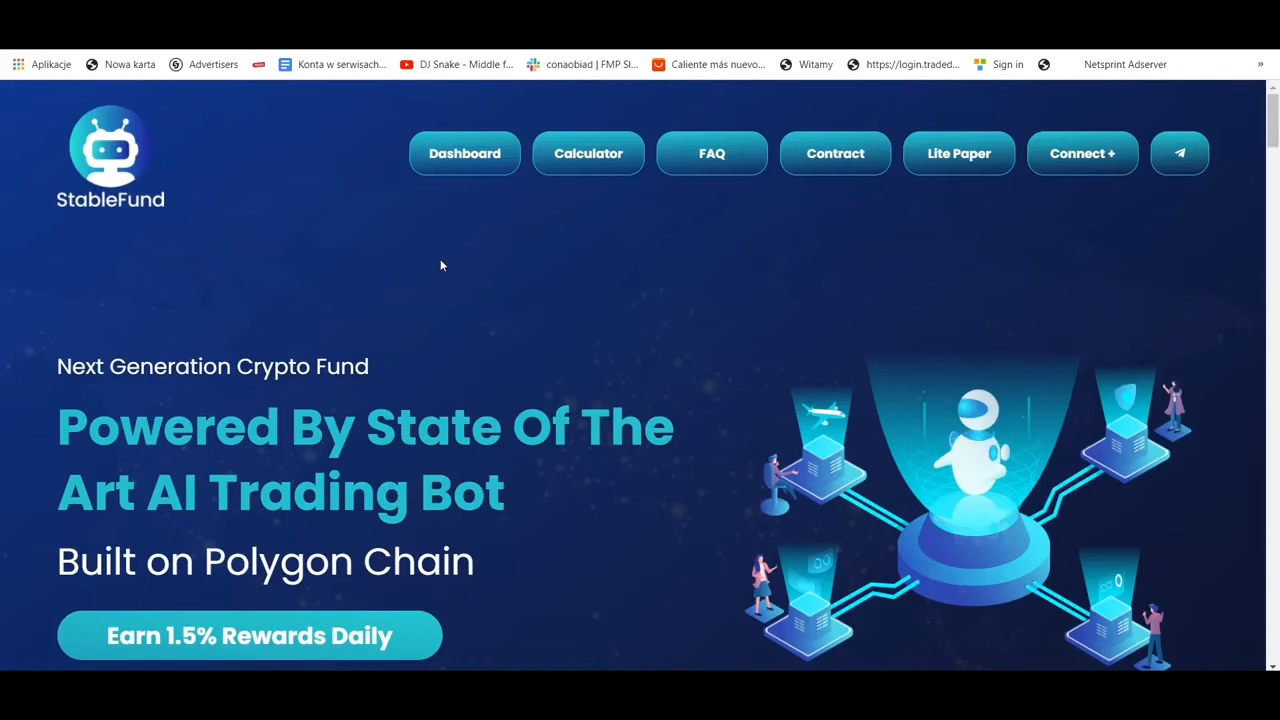 Aplikacje Nowa karta Advertisers Konta w serwisach... DJ Snake - Middle f... conaobiad | FMP Sl... Caliente más nuevo... Witamy https://login.traded... Sign in Netsprint Adserver »
StableFund
Dashboard Calculator FAQ Contract Lite Paper Connect +
Next Generation Crypto Fund
Powered By State Of The
Art AI Trading Bot
Built on Polygon Chain
Earn 1.5% Rewards Daily